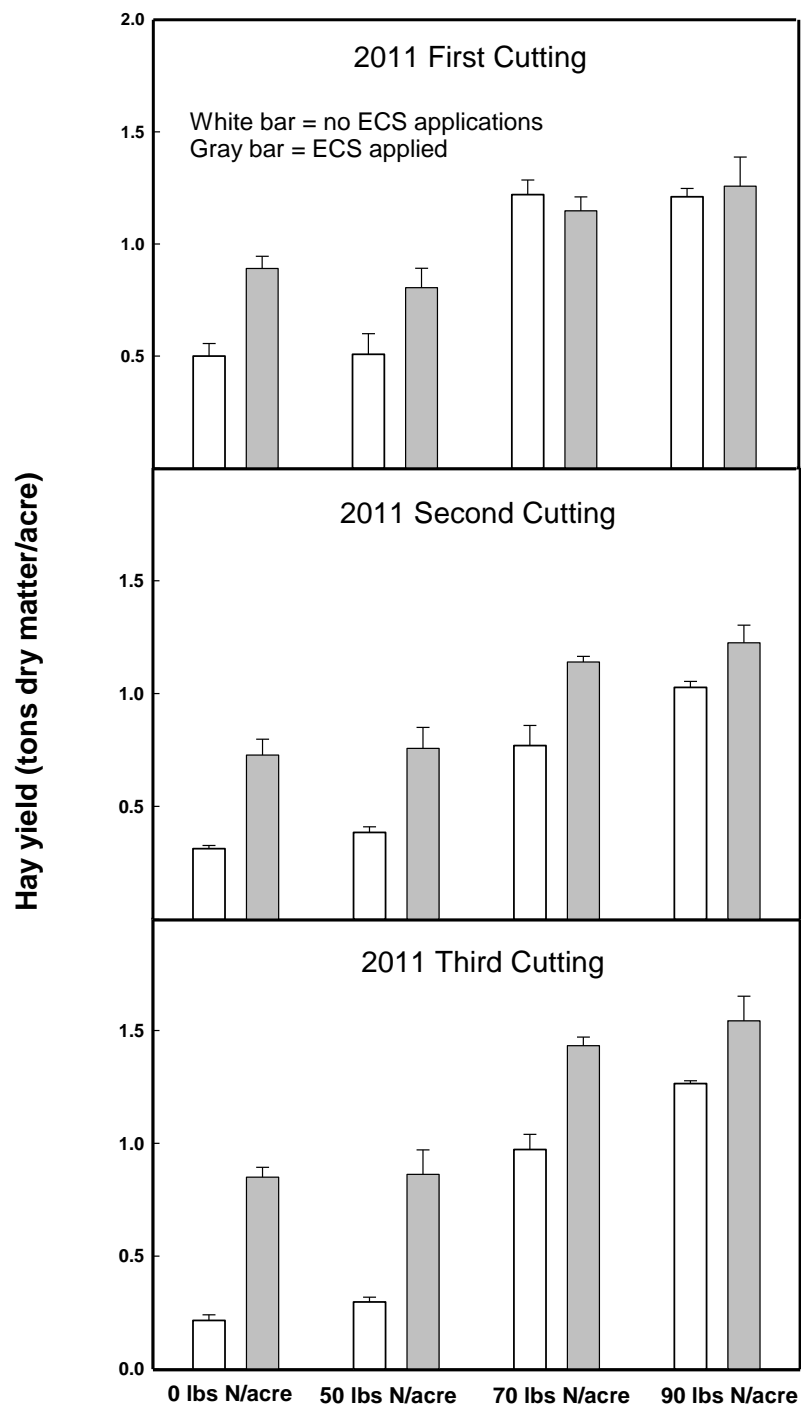 2.0
2011 First Cutting
White bar = no ECS applications
Gray bar = ECS applied
1.5
1.0
0.5
Hay yield (tons dry matter/acre)
2011 Second Cutting
1.5
1.0
0.5
2011 Third Cutting
1.5
1.0
0.5
0.0
0 lbs N/acre 50 lbs N/acre 70 lbs N/acre 90 lbs N/acre